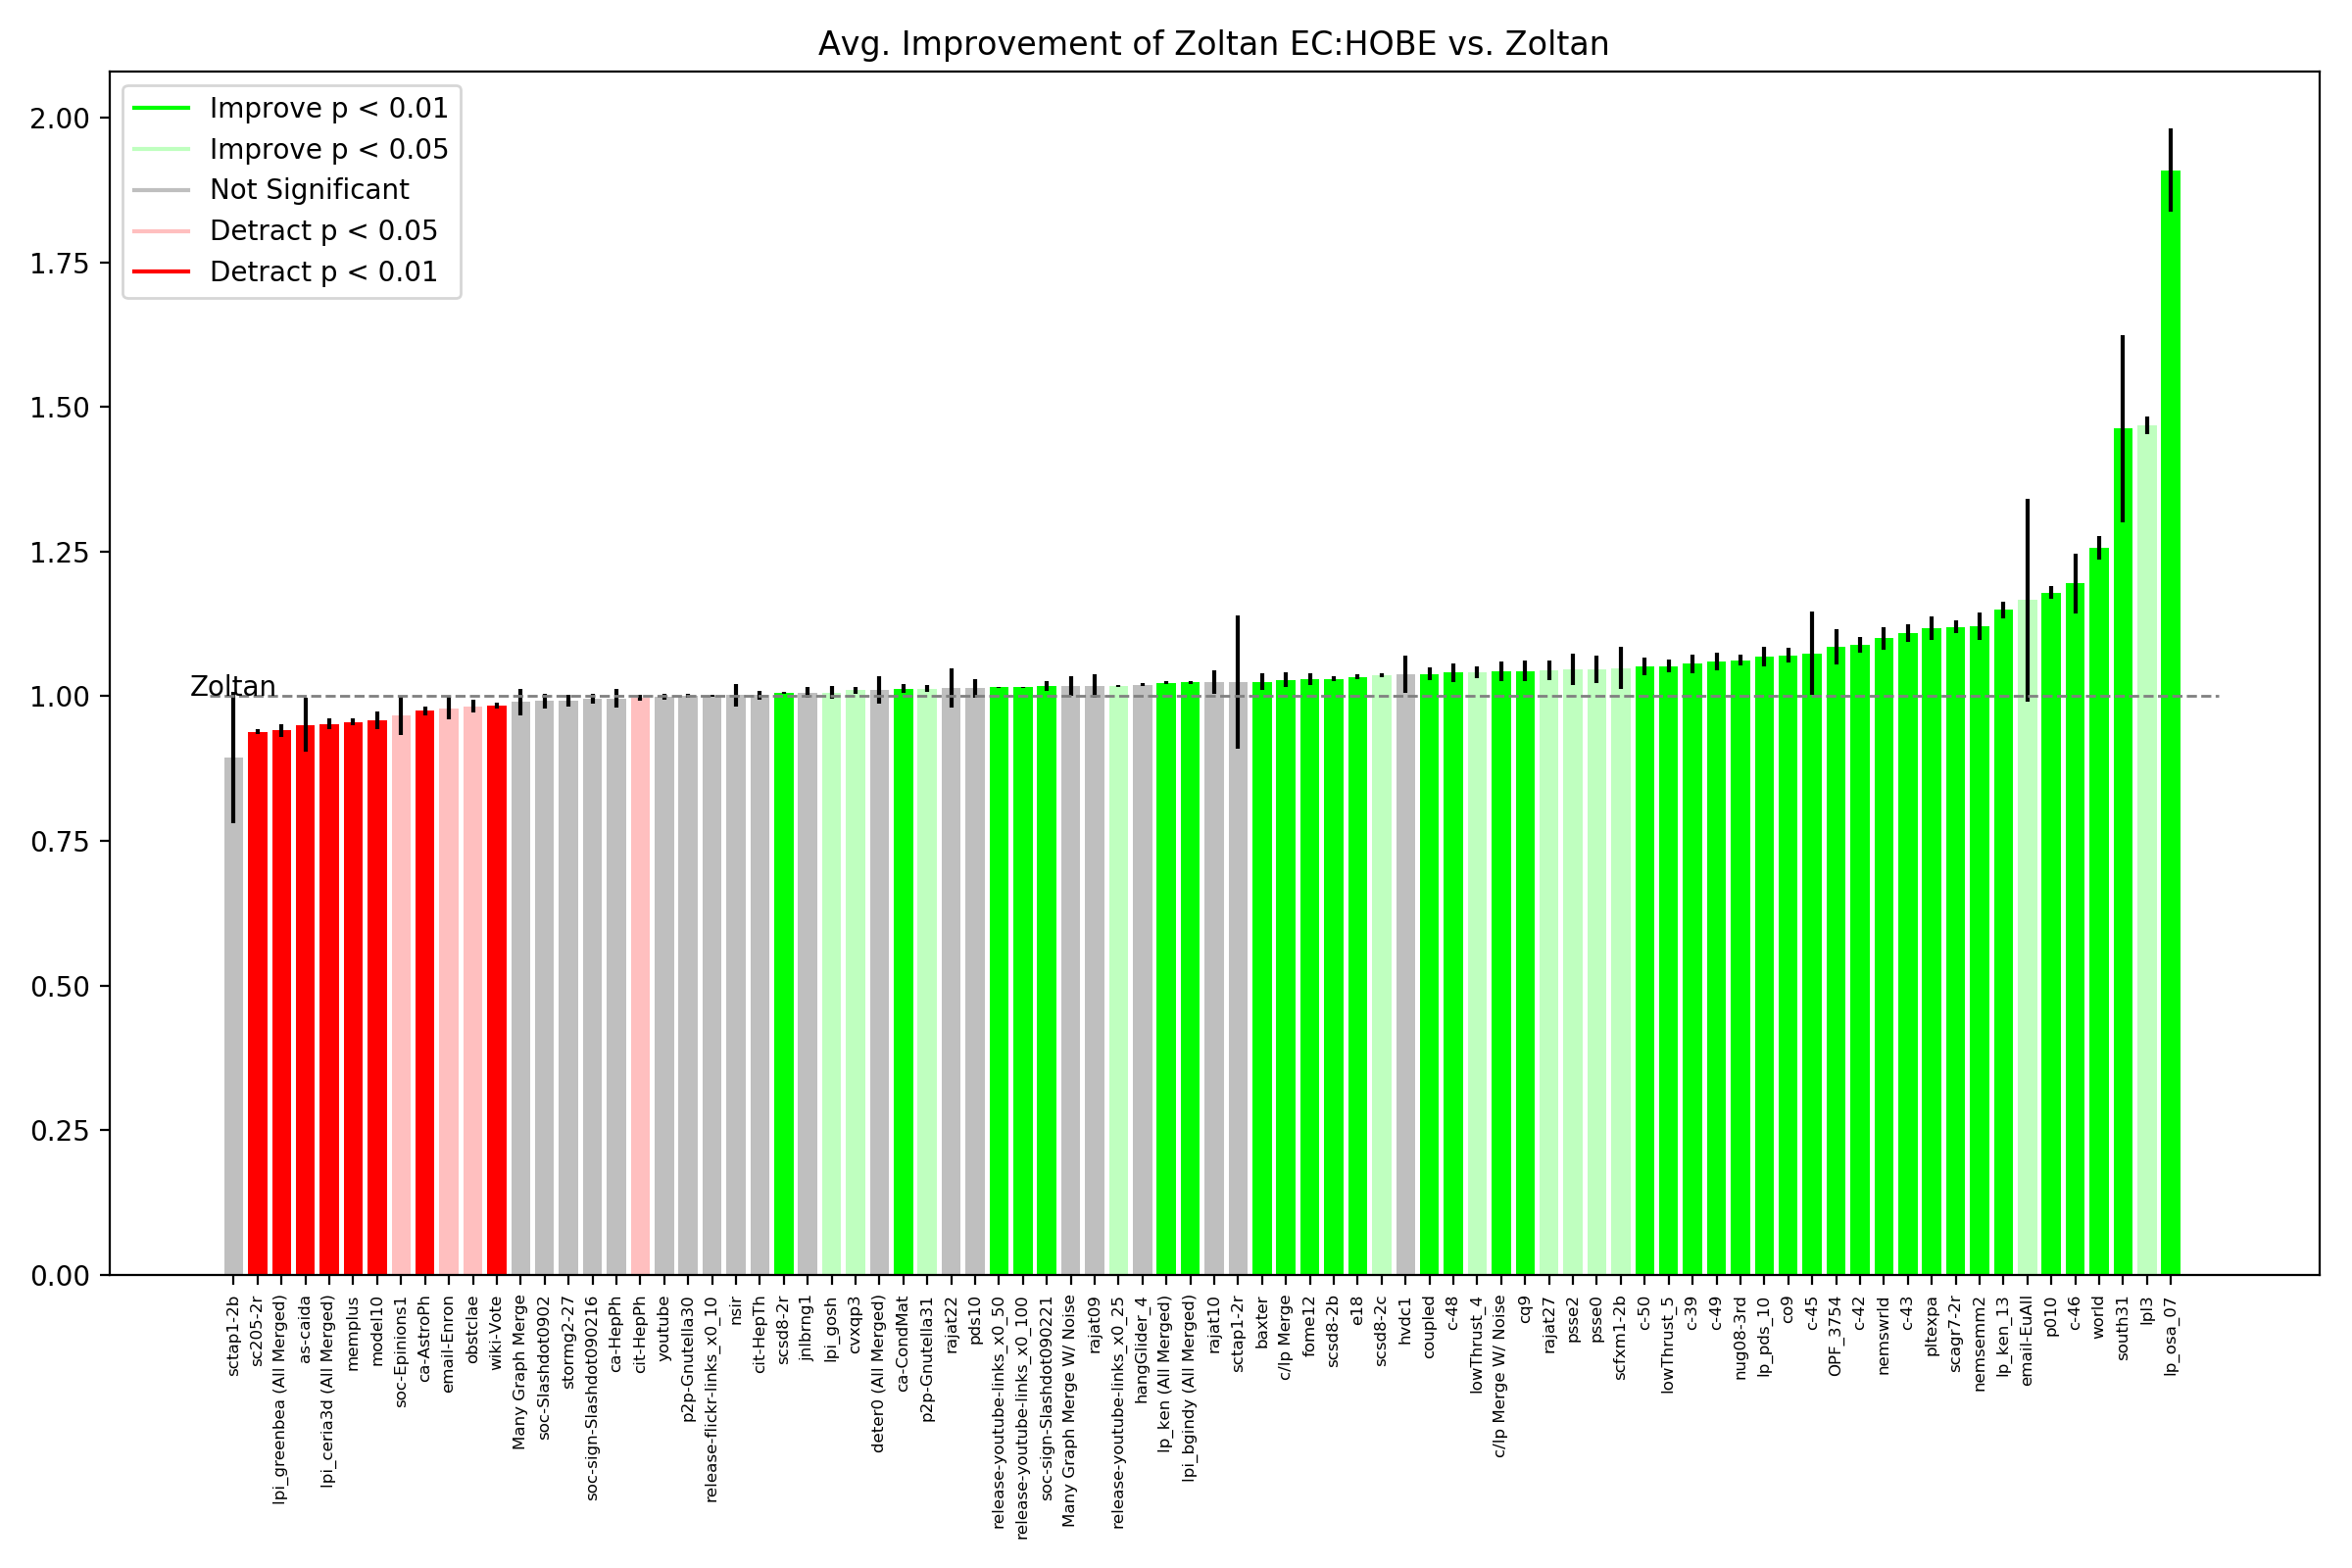 Avg. Improvement of Zoltan EC:HOBE vs. Zoltan
Improve p < 0.01
Improve p < 0.05
Not Significant
Detract p < 0.05
Detract p < 0.01
2.00
1.75
1.50
1.25
1.00
0.75
0.50
0.25
0.00
Zoltan
sctap1-2b
sc205-2r
lpi_greenbea (All Merged)
as-caida
lpi_ceria3d (All Merged)
memplus
model10
soc-Epinions1
ca-AstroPh
email-Enron
obstclae
wiki-Vote
Many Graph Merge
soc-Slashdot0902
stormg2-27
soc-sign-Slashdot090216
ca-HepPh
cit-HepPh
youtube
p2p-Gnutella30
release-flickr-links_x0_10
nsir
cit-HepTh
scsd8-2r
jnlbrng1
lpi_gosh
cvxqp3
deter0 (All Merged)
ca-CondMat
p2p-Gnutella31
rajat22
pds10
release-youtube-links_x0_50
release-youtube-links_x0_100
soc-sign-Slashdot090221
Many Graph Merge W/ Noise
rajat09
release-youtube-links_x0_25
hangGlider_4
lp_ken (All Merged)
lpi_bgindy (All Merged)
rajat10
sctap1-2r
baxter
c/lp Merge
fome12
scsd8-2b
e18
scsd8-2c
hvdc1
coupled
c-48
lowThrust_4
c/lp Merge W/ Noise
cq9
rajat27
psse2
psse0
scfxm1-2b
c-50
lowThrust_5
c-39
c-49
nug08-3rd
lp_pds_10
co9
c-45
OPF_3754
c-42
nemswrld
c-43
pltexpa
scagr7-2r
nemsemm2
lp_ken_13
email-EuAll
p010
c-46
world
south31
lpl3
lp_osa_07